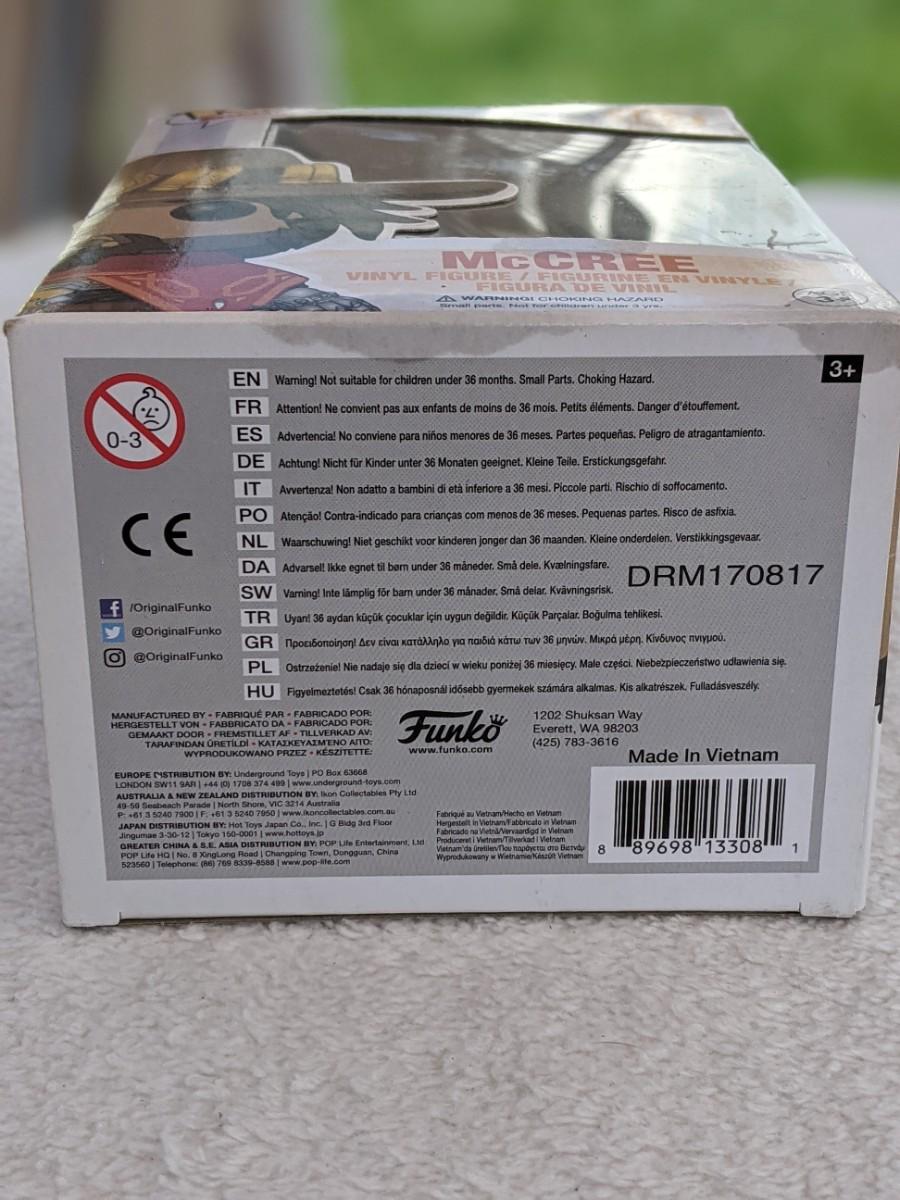 McCREE
VINYL FIGURE / FIGURINE EN VINYLE /
FIGURA DE VINIL
⚠ WARNING! CHOKING HAZARD
Small parts. Not for children under 3 yrs.
3+
0-3
EN Warning! Not suitable for children under 36 months. Small Parts. Choking Hazard.
FR Attention! Ne convient pas aux enfants de moins de 36 mois. Petits éléments. Danger d'étouffement.
ES Advertencia! No conviene para niños menores de 36 meses. Partes pequeñas. Peligro de atragantamiento.
DE Achtung! Nicht für Kinder unter 36 Monaten geeignet. Kleine Teile. Erstickungsgefahr.
IT Avvertenza! Non adatto a bambini di età inferiore a 36 mesi. Piccole parti. Rischio di soffocamento.
PO Atenção! Contra-indicado para crianças com menos de 36 meses. Pequenas partes. Risco de asfixia.
NL Waarschuwing! Niet geschikt voor kinderen jonger dan 36 maanden. Kleine onderdelen. Verstikkingsgevaar.
DA Advarsel! Ikke egnet til børn under 36 måneder. Små dele. Kvælningsfare.
SW Varning! Inte lämplig för barn under 36 månader. Små delar. Kvävningsrisk.
TR Uyarı! 36 aydan küçük çocuklar için uygun değildir. Küçük Parçalar. Boğulma tehlikesi.
GR Προειδοποίηση! Δεν είναι κατάλληλο για παιδιά κάτω των 36 μηνών. Μικρά μέρη. Κίνδυνος πνιγμού.
PL Ostrzeżenie! Nie nadaje się dla dzieci w wieku poniżej 36 miesięcy. Małe części. Niebezpieczeństwo udławienia się.
HU Figyelmeztetés! Csak 36 hónaposnál idősebb gyermekek számára alkalmas. Kis alkatrészek. Fulladásveszély.
DRM170817
CE
/OriginalFunko
@OriginalFunko
@OriginalFunko
MANUFACTURED BY • FABRIQUÉ PAR • FABRICADO POR:
HERGESTELLT VON • FABBRICATO DA • FABRICADO POR:
GEMAAKT DOOR • FREMSTILLET AF • TILLVERKAD AV:
TARAFINDAN ÜRETİLDİ • ΚΑΤΑΣΚΕΥΑΣΜΕΝΟ ΑΠΟ:
WYPRODUKOWANO PRZEZ • KÉSZÍTETTE:
Funko
www.funko.com
1202 Shuksan Way
Everett, WA 98203
(425) 783-3616
Made In Vietnam
EUROPE DISTRIBUTION BY: Underground Toys | PO Box 63668
LONDON SW11 9AR | +44 (0) 1708 374 499 | www.underground-toys.com
AUSTRALIA & NEW ZEALAND DISTRIBUTION BY: Ikon Collectables Pty Ltd
49-59 Seabeach Parade | North Shore, VIC 3214 Australia
P: +61 3 5240 7900 | F: +61 3 5240 7950 | www.ikoncollectables.com.au
JAPAN DISTRIBUTION BY: Hot Toys Japan Co., Inc. | G Bldg 3rd Floor
Jingumae 3-30-12 | Tokyo 150-0001 | www.hottoys.jp
GREATER CHINA & S.E. ASIA DISTRIBUTION BY: POP Life Entertainment, Ltd
POP Life HQ | No. 8 XingLong Road | Changping Town, Dongguan, China
523560 | Telephone: (86) 769 8339-8588 | www.pop-life.com
Fabriqué au Vietnam/Hecho en Vietnam
Hergestellt in Vietnam/Fabbricato in Vietnam
Fabricado na Vietnã/Vervaardigd in Vietnam
Produceret i Vietnam/Tillverkad i Vietnam
Vietnam'da üretilen/Που παράγεται στο Βιετνάμ
Wyprodukowany w Wietnamie/Készült Vietnam
8 89698 13308 1